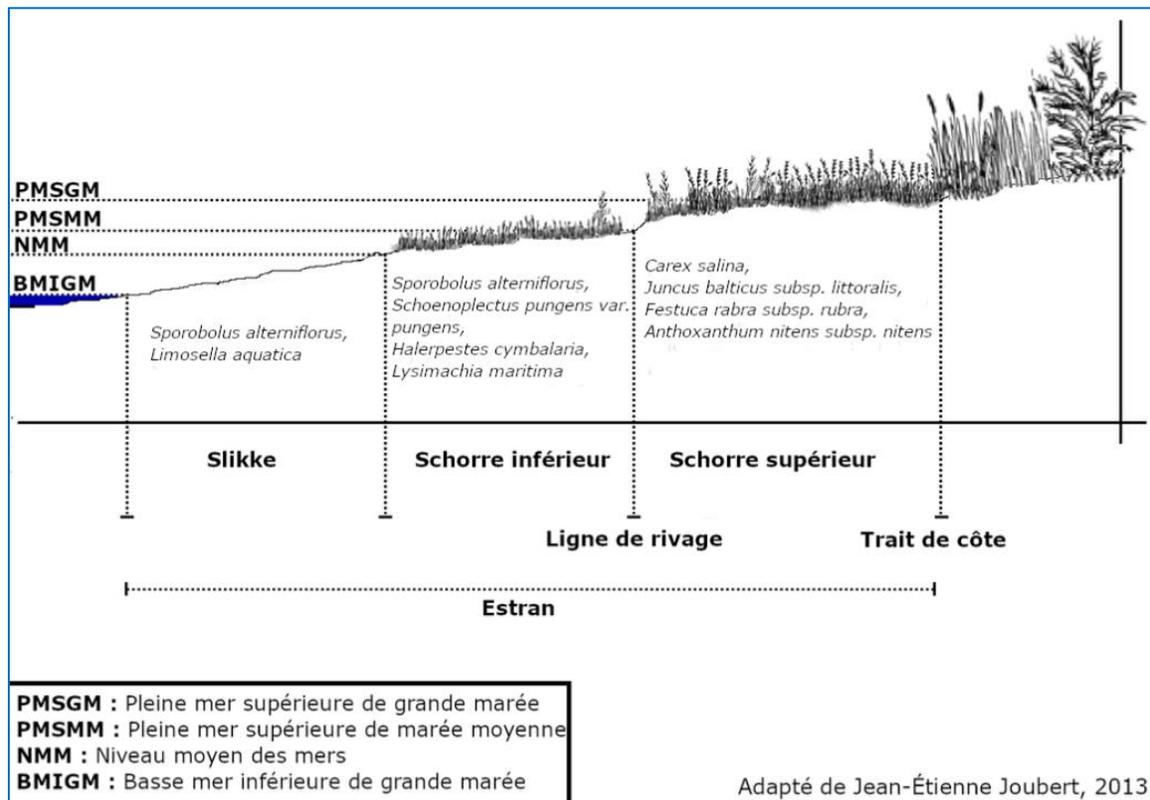 PMSGM
PMSMM
NMM
BMIGM
Sporobolus alterniflorus,
Limosella aquatica
Sporobolus alterniflorus,
Schoenoplectus pungens var.
pungens,
Halerpestes cymbalaria,
Lysimachia maritima
Carex salina,
Juncus balticus subsp. littoralis,
Festuca rabra subsp. rubra,
Anthoxanthum nitens subsp. nitens
Slikke
Schorre inférieur
Schorre supérieur
Ligne de rivage
Trait de côte
Estran
PMSGM : Pleine mer supérieure de grande marée
PMSMM : Pleine mer supérieure de marée moyenne
NMM : Niveau moyen des mers
BMIGM : Basse mer inférieure de grande marée
Adapté de Jean-Étienne Joubert, 2013